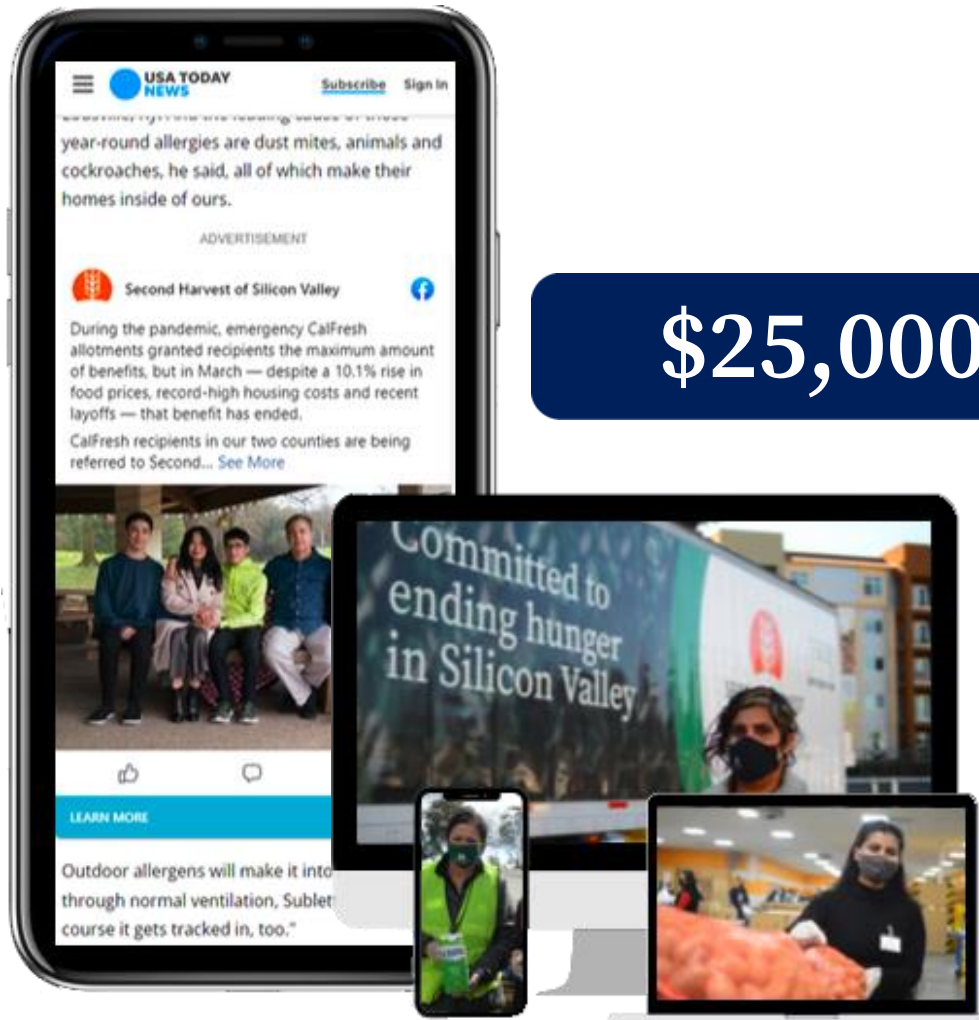 USA TODAY
NEWS
Subscribe Sign In
year-round allergies are dust mites, animals and
cockroaches, he said, all of which make their
homes inside of ours.
ADVERTISEMENT
Second Harvest of Silicon Valley
During the pandemic, emergency CalFresh
allotments granted recipients the maximum amount
of benefits, but in March — despite a 10.1% rise in
food prices, record-high housing costs and recent
layoffs — that benefit has ended.
CalFresh recipients in our two counties are being
referred to Second... See More
LEARN MORE
Outdoor allergens will make it into
through normal ventilation, Sublet
course it gets tracked in, too."
$25,000
Committed to
ending hunger
in Silicon Valley